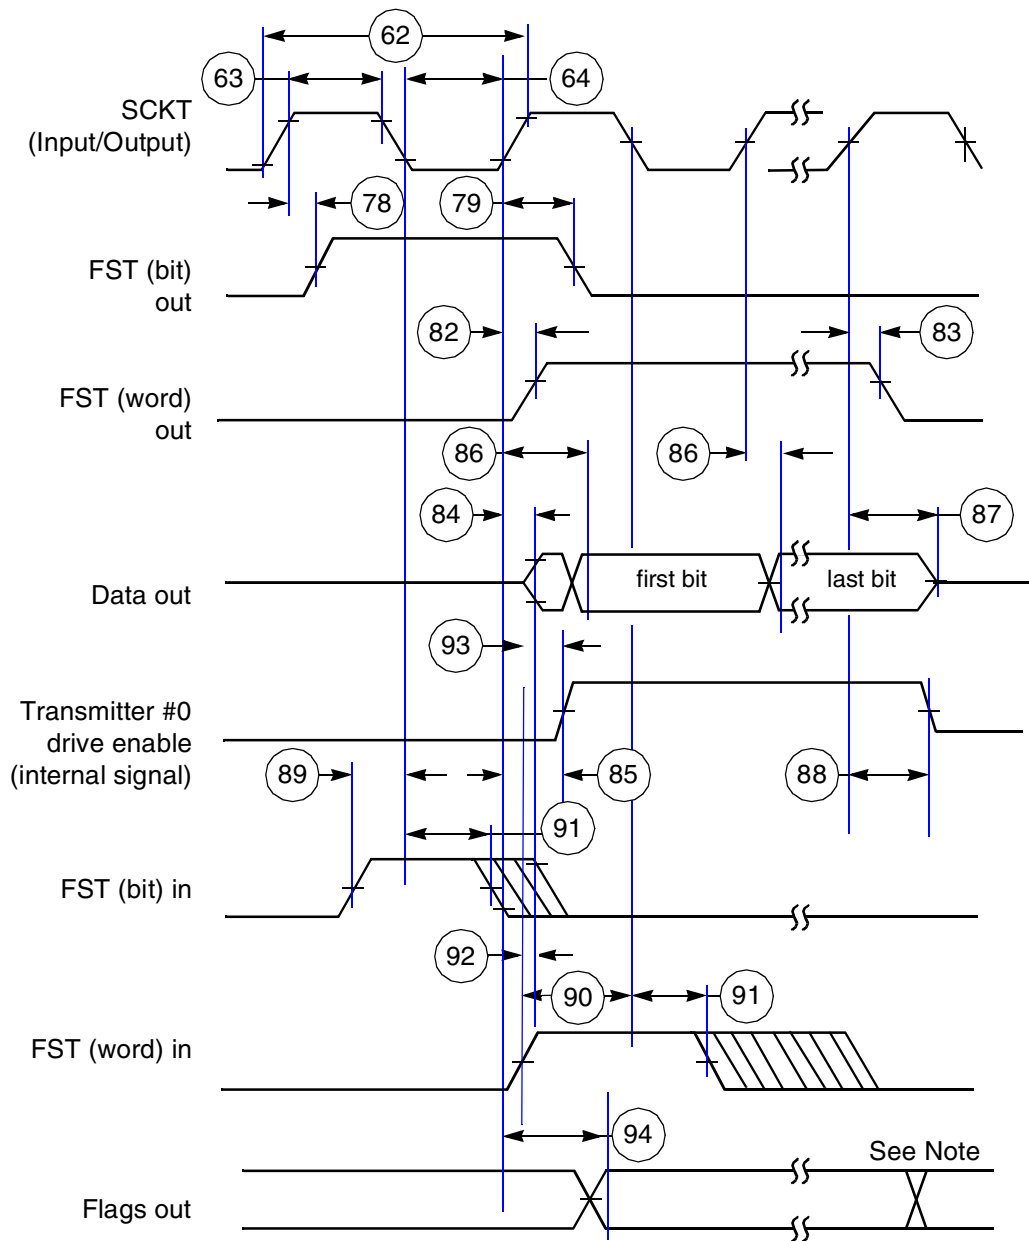 62
63
64
SCKT
(Input/Output)
78
79
FST (bit)
out
82
83
FST (word)
out
86
86
84
87
first bit
last bit
Data out
93
Transmitter #0
drive enable
(internal signal)
89
85
88
91
FST (bit) in
92
90
91
FST (word) in
94
See Note
Flags out